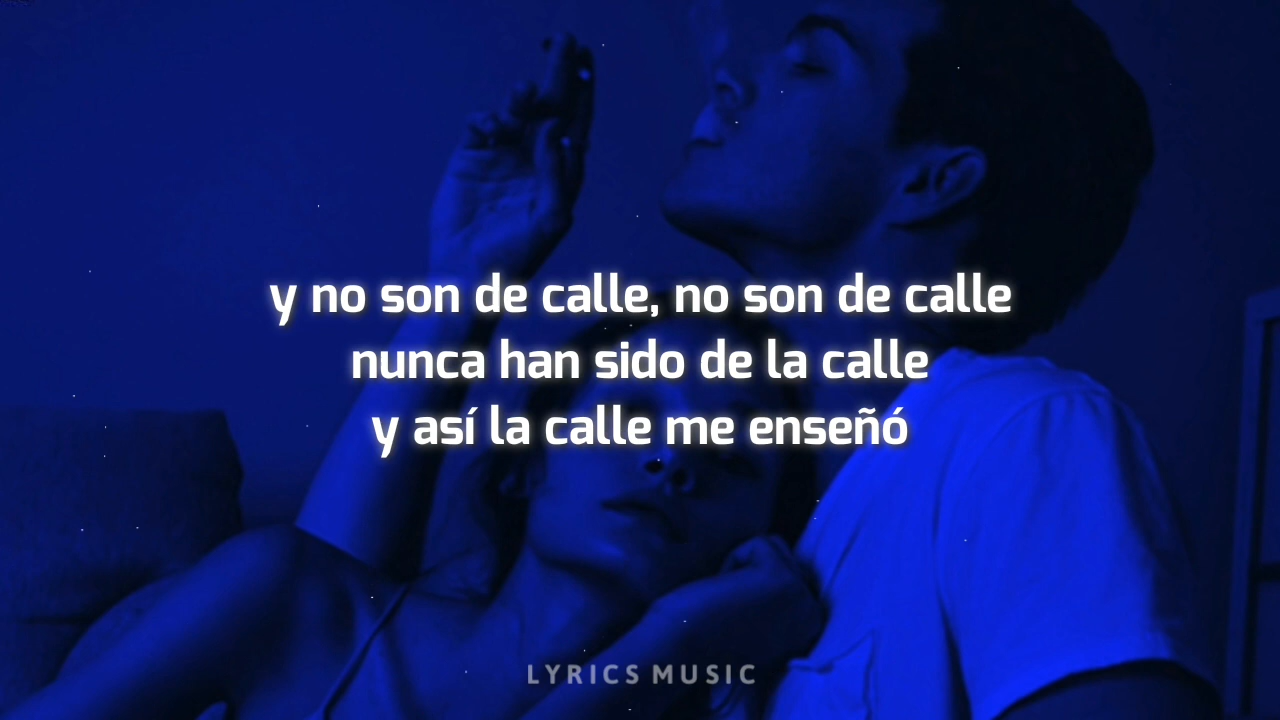 y no son de calle, no son de calle
nunca han sido de la calle
y así la calle me enseñó
LYRICS MUSIC